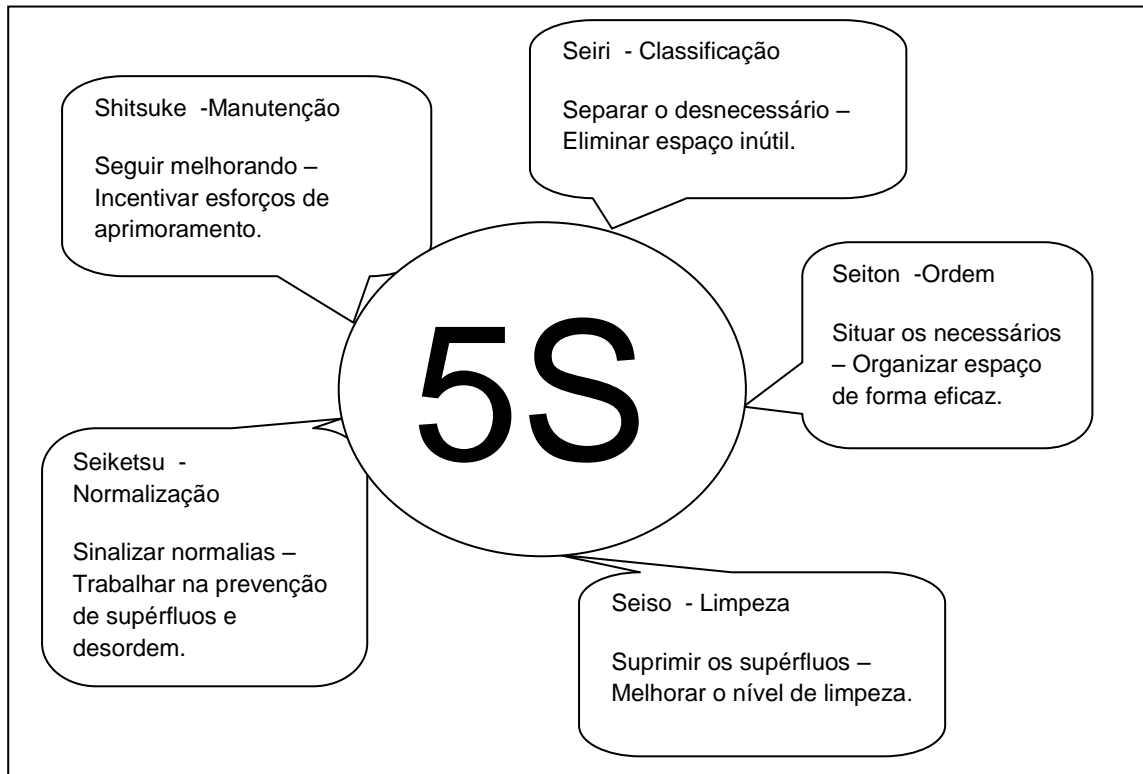 Seiri - Classificação
Separar o desnecessário –
Eliminar espaço inútil.
Shitsuke -Manutenção
Seguir melhorando –
Incentivar esforços de
aprimoramento.
Seiton -Ordem
Situar os necessários
– Organizar espaço
de forma eficaz.
5S
Seiketsu -
Normalização
Sinalizar normalias –
Trabalhar na prevenção
de supérfluos e
desordem.
Seiso - Limpeza
Suprimir os supérfluos –
Melhorar o nível de limpeza.